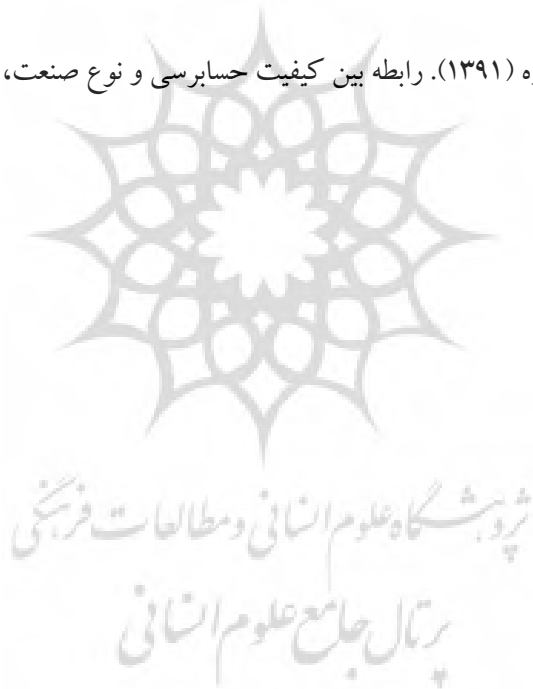 ه (۱۳۹۱). رابطه بین کیفیت حسابرسی و نوع صنعت،
پژوهشگاه علوم انسانی و مطالعات فرهنگی
پرتال جامع علوم انسانی